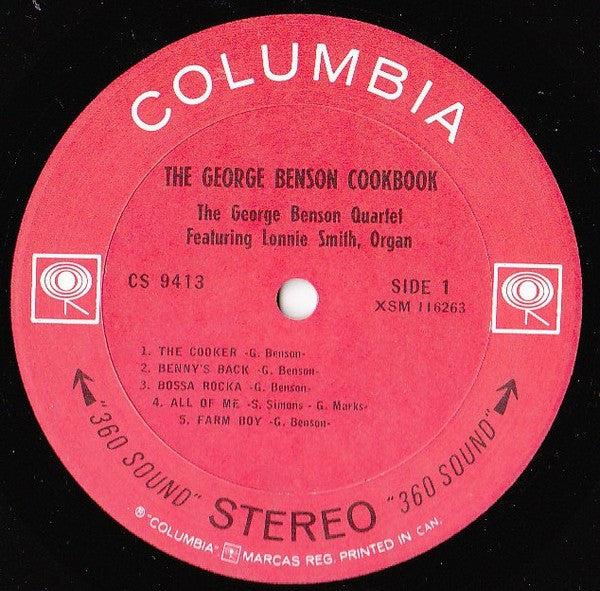 COLUMBIA
THE GEORGE BENSON COOKBOOK
The George Benson Quartet
Featuring Lonnie Smith, Organ
CS 9413
SIDE 1
XSM 116263
1. THE COOKER -G. Benson-
2. BENNY'S BACK -G. Benson-
3. BOSSA ROCKA -G. Benson-
4. ALL OF ME -S. Simons - G. Marks-
5. FARM BOY -G. Benson-
"360 SOUND" STEREO "360 SOUND"
® "COLUMBIA" MARCAS REG. PRINTED IN CAN.